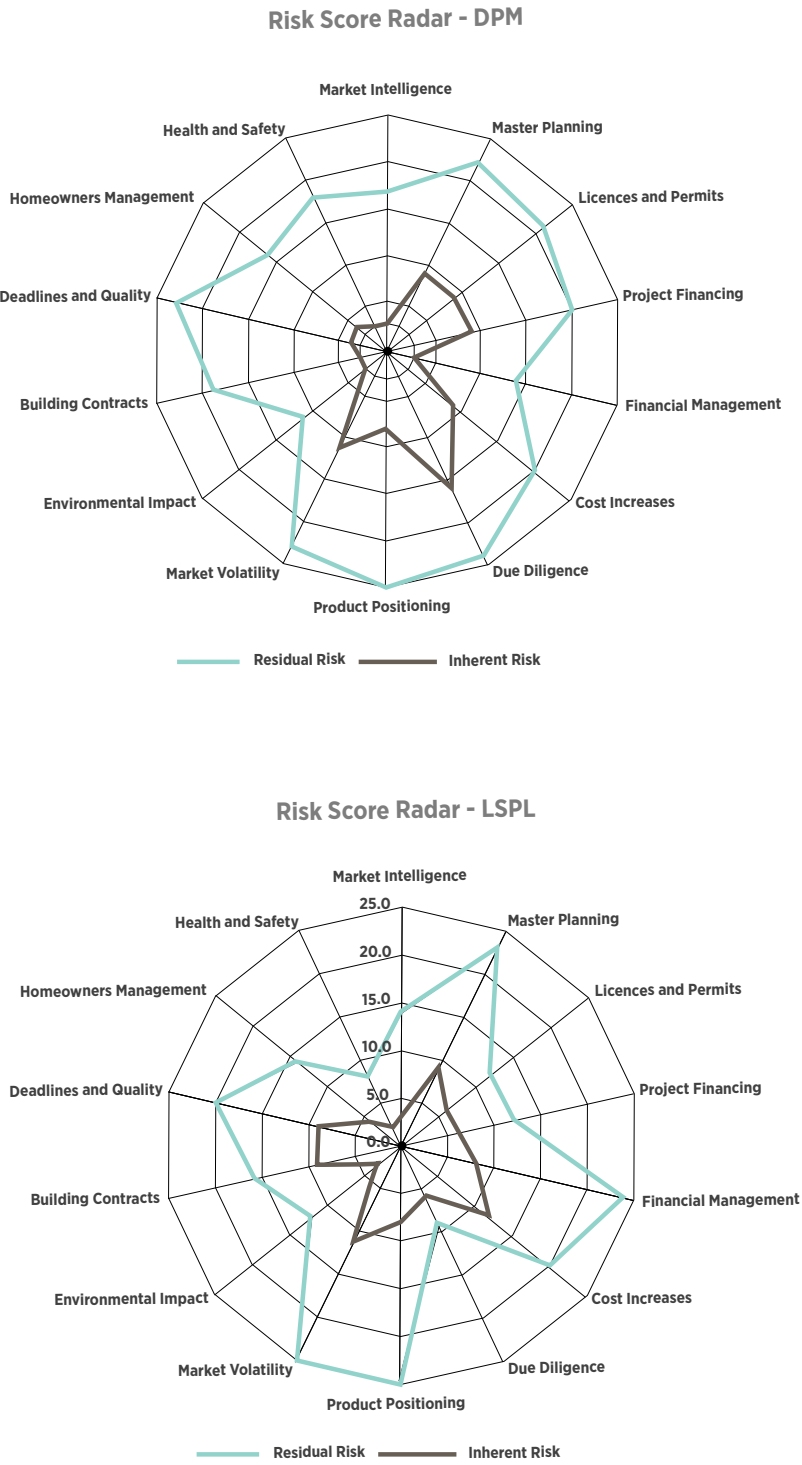 Risk Score Radar - DPM
Market Intelligence
Health and Safety
Master Planning
Homeowners Management
Licences and Permits
Deadlines and Quality
Project Financing
Building Contracts
Financial Management
Environmental Impact
Cost Increases
Market Volatility
Due Diligence
Product Positioning
Residual Risk
Inherent Risk
Risk Score Radar - LSPL
Market Intelligence
25.0
Health and Safety
Master Planning
20.0
Homeowners Management
Licences and Permits
15.0
10.0
Deadlines and Quality
Project Financing
5.0
0.0
Building Contracts
Financial Management
Environmental Impact
Cost Increases
Market Volatility
Due Diligence
Product Positioning
Residual Risk
Inherent Risk